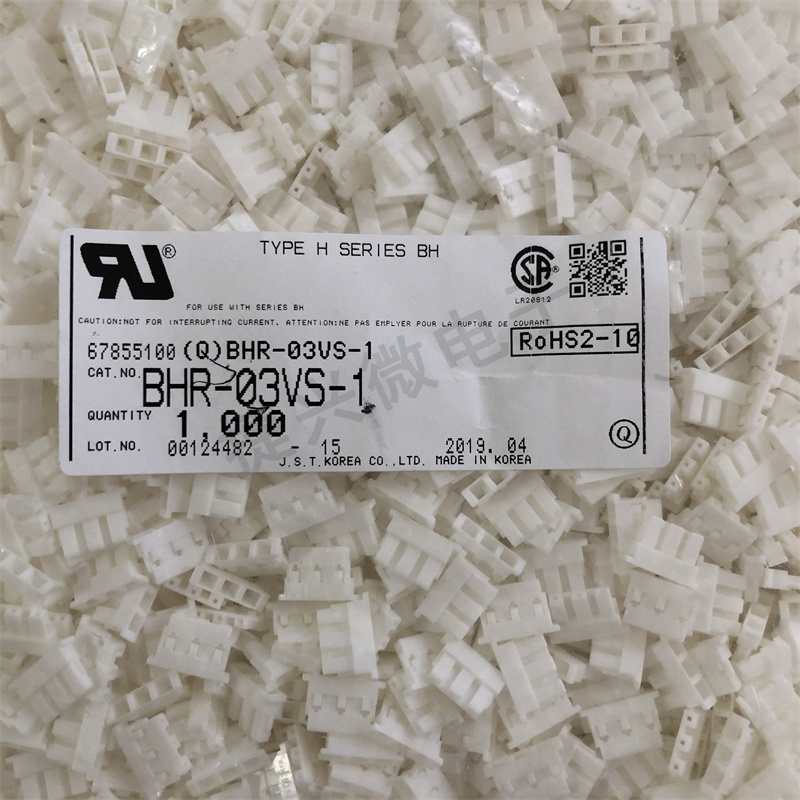 TYPE H SERIES BH
LR20812
FOR USE WITH SERIES BH
CAUTION:NOT FOR INTERRUPTING CURRENT. ATTENTION:NE PAS EMPLYER POUR LA RUPTURE DE COURANT
67855100 (Q)BHR-03VS-1
RoHS2-10
CAT.NO. BHR-03VS-1
QUANTITY 1,000
LOT.NO. 00124482 - 15 2019.04
Q
J.S.T.KOREA CO.,LTD. MADE IN KOREA